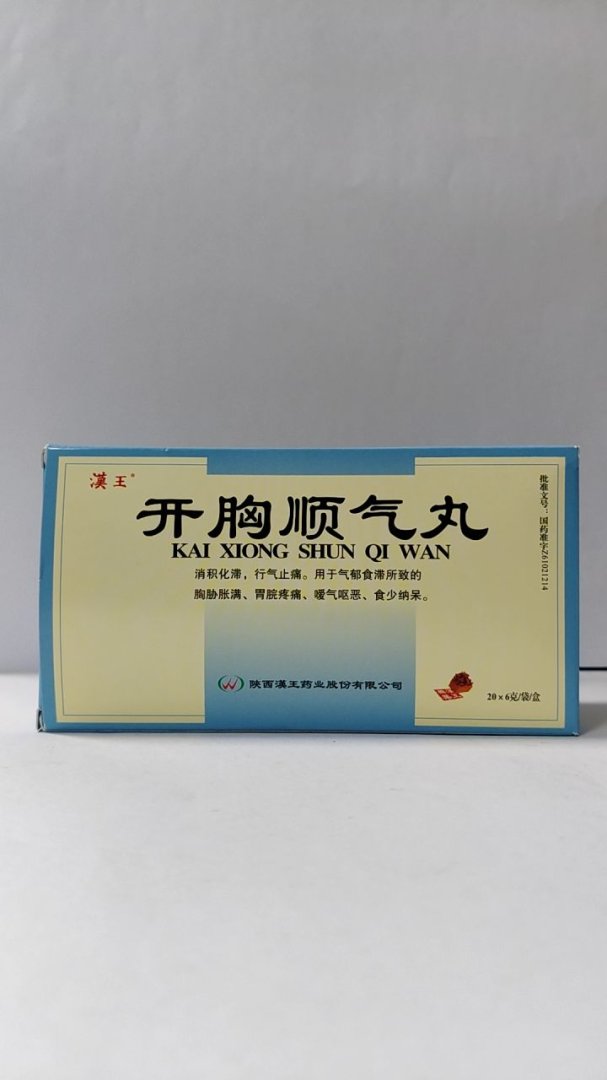 漢王®
开胸顺气丸
KAI XIONG SHUN QI WAN
消积化滞，行气止痛。用于气郁食滞所致的
胸胁胀满、胃脘疼痛、嗳气呕恶、食少纳呆。
陕西漢王药业股份有限公司
20×6克/袋/盒
批准文号：国药准字Z61021214